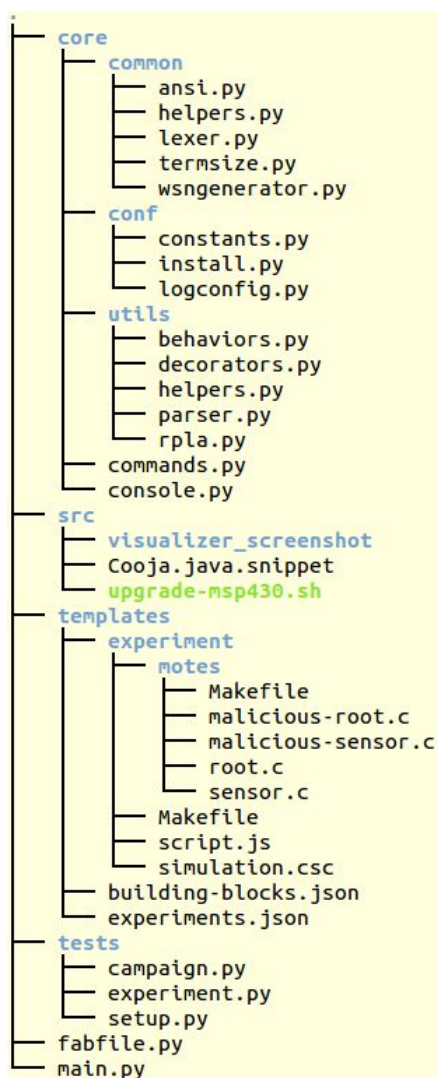 core
common
ansi.py
helpers.py
lexer.py
termsize.py
wsngenerator.py
conf
constants.py
install.py
logconfig.py
utils
behaviors.py
decorators.py
helpers.py
parser.py
rpla.py
commands.py
console.py
src
visualizer_screenshot
Cooja.java.snippet
upgrade-msp430.sh
templates
experiment
motes
Makefile
malicious-root.c
malicious-sensor.c
root.c
sensor.c
Makefile
script.js
simulation.csc
building-blocks.json
experiments.json
tests
campaign.py
experiment.py
setup.py
fabfile.py
main.py